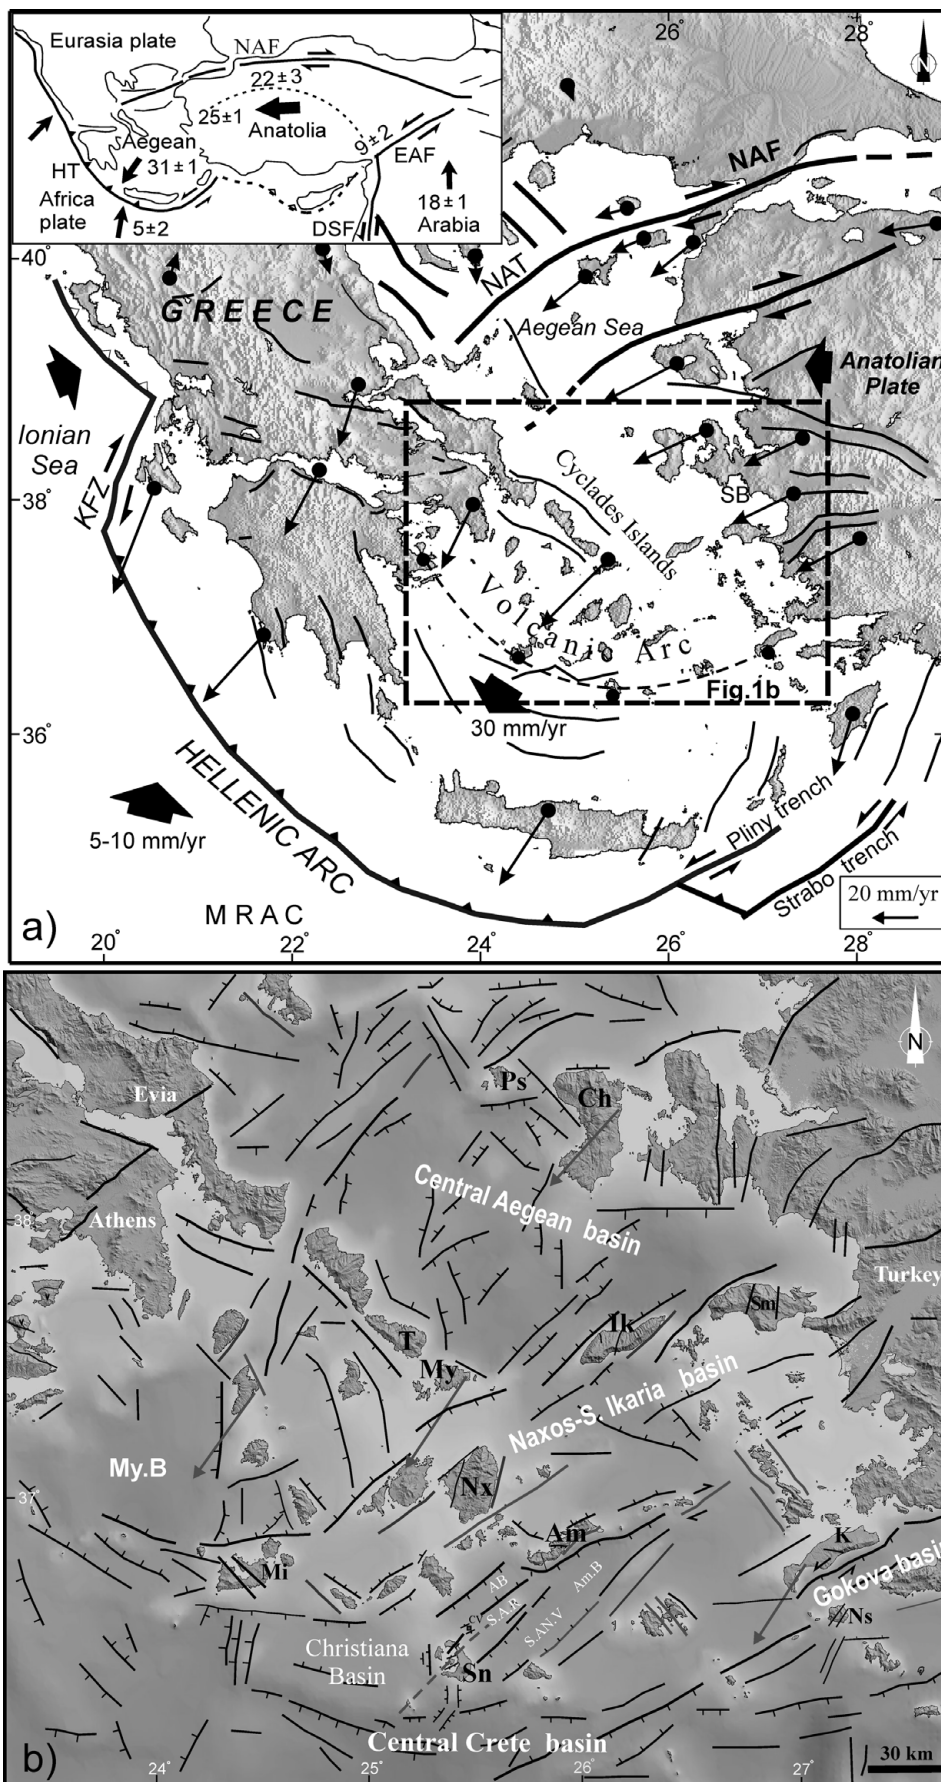 Eurasia plate
NAF
22±3
25±1
Anatolia
Aegean
31±1
9±2
EAF
HT
Africa
plate
5±2
DSF
18±1
Arabia
26°
28°
N
NAF
NAT
40°
GREECE
Aegean Sea
Anatolian
Plate
Ionian
Sea
KFZ
38°
SB
Cyclades Islands
Volcanic Arc
Fig.1b
30 mm/yr
36°
HELLENIC ARC
5-10 mm/yr
Pliny trench
Strabo trench
20 mm/yr
MRAC
a)
20°
22°
24°
26°
28°
N
Evia
Ps
Ch
Central Aegean basin
38
Athens
Turkey
Sm
Ik
T
My
Naxos-S. Ikaria basin
My.B
Nx
37
Am
K
Mi
AB
Am.B
Gokova basin
S.A.R
S.AN.V
Ns
CV
Christiana
Basin
Sn
Central Crete basin
b)
24°
25°
26°
27°
30 km